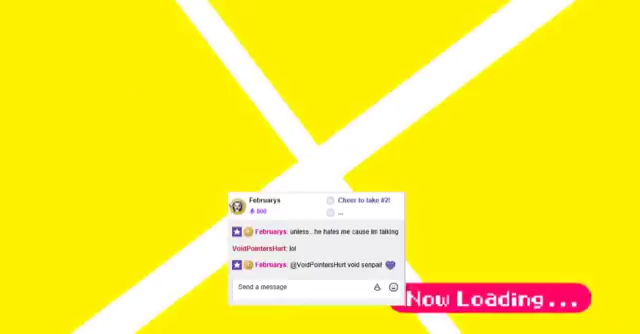 Februarys
800
Cheer to take #2!
...
Februarys: unless.. he hates me cause im talking
VoidPointersHurt: lol
Februarys: @VoidPointersHurt void senpai!
Send a message
Now Loading...